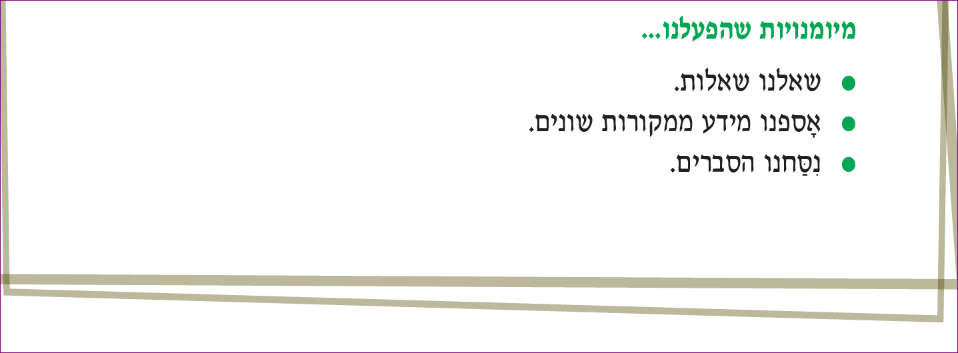 מיומנויות שהפעלנו...
● שאלנו שאלות.
● אָספנו מידע ממקורות שונים.
● נִסַּחנו הסברים.